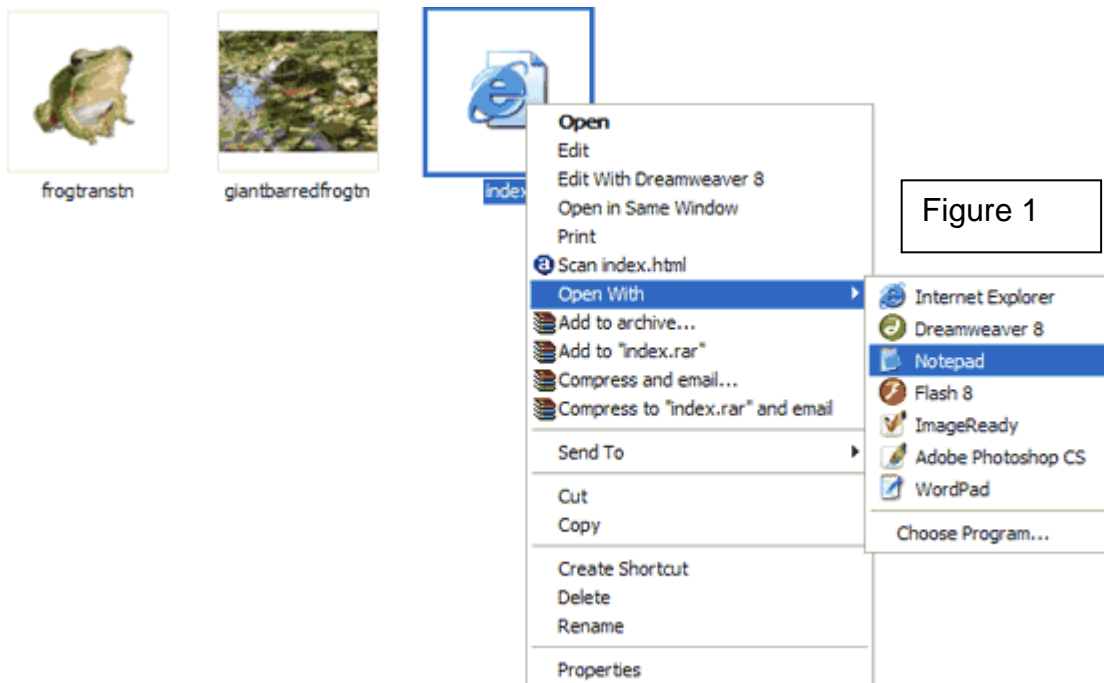 frogtranstn
giantbarredfrogtn
index
Open
Edit
Edit With Dreamweaver 8
Open in Same Window
Print
Scan index.html
Open With
Add to archive...
Add to "index.rar"
Compress and email...
Compress to "index.rar" and email
Send To
Cut
Copy
Create Shortcut
Delete
Rename
Properties
Figure 1
Internet Explorer
Dreamweaver 8
Notepad
Flash 8
ImageReady
Adobe Photoshop CS
WordPad
Choose Program...